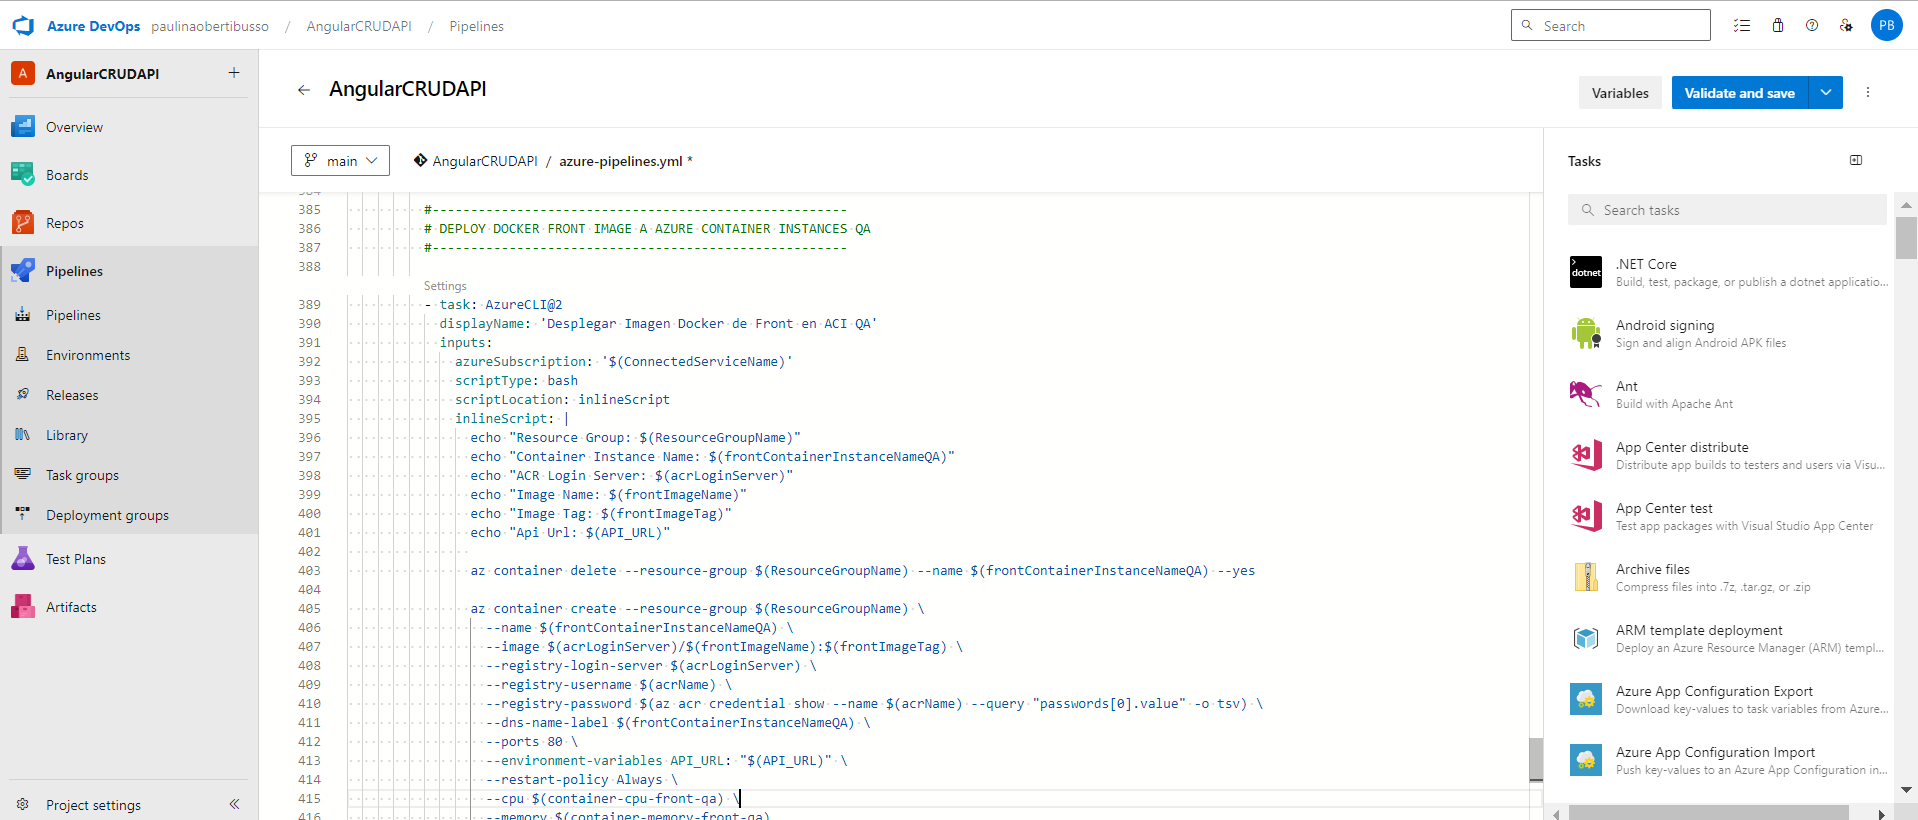 Azure DevOps paulinaobertibusso / AngularCRUDAPI / Pipelines
Search
PB
A AngularCRUDAPI +
Overview
Boards
Repos
Pipelines
Pipelines
Environments
Releases
Library
Task groups
Deployment groups
Test Plans
Artifacts
Project settings
← AngularCRUDAPI
Variables
Validate and save
main
AngularCRUDAPI / azure-pipelines.yml *
384
385 #------------------------------------------------------
386 # DEPLOY DOCKER FRONT IMAGE A AZURE CONTAINER INSTANCES QA
387 #------------------------------------------------------
388
Settings
389 - task: AzureCLI@2
390 displayName: 'Desplegar Imagen Docker de Front en ACI QA'
391 inputs:
392 azureSubscription: '$(ConnectedServiceName)'
393 scriptType: bash
394 scriptLocation: inlineScript
395 inlineScript: |
396 echo "Resource Group: $(ResourceGroupName)"
397 echo "Container Instance Name: $(frontContainerInstanceNameQA)"
398 echo "ACR Login Server: $(acrLoginServer)"
399 echo "Image Name: $(frontImageName)"
400 echo "Image Tag: $(frontImageTag)"
401 echo "Api Url: $(API_URL)"
402
403 az container delete --resource-group $(ResourceGroupName) --name $(frontContainerInstanceNameQA) --yes
404
405 az container create --resource-group $(ResourceGroupName) \
406 --name $(frontContainerInstanceNameQA) \
407 --image $(acrLoginServer)/$(frontImageName):$(frontImageTag) \
408 --registry-login-server $(acrLoginServer) \
409 --registry-username $(acrName) \
410 --registry-password $(az acr credential show --name $(acrName) --query "passwords[0].value" -o tsv) \
411 --dns-name-label $(frontContainerInstanceNameQA) \
412 --ports 80 \
413 --environment-variables API_URL: "$(API_URL)" \
414 --restart-policy Always \
415 --cpu $(container-cpu-front-qa) \
416 --memory $(container-memory-front-qa)
Tasks
Search tasks
dotnet
.NET Core
Build, test, package, or publish a dotnet applicatio...
Android signing
Sign and align Android APK files
Ant
Build with Apache Ant
App Center distribute
Distribute app builds to testers and users via Visu...
App Center test
Test app packages with Visual Studio App Center
Archive files
Compress files into .7z, .tar.gz, or .zip
ARM template deployment
Deploy an Azure Resource Manager (ARM) templ...
Azure App Configuration Export
Download key-values to task variables from Azure...
Azure App Configuration Import
Push key-values to an Azure App Configuration in...